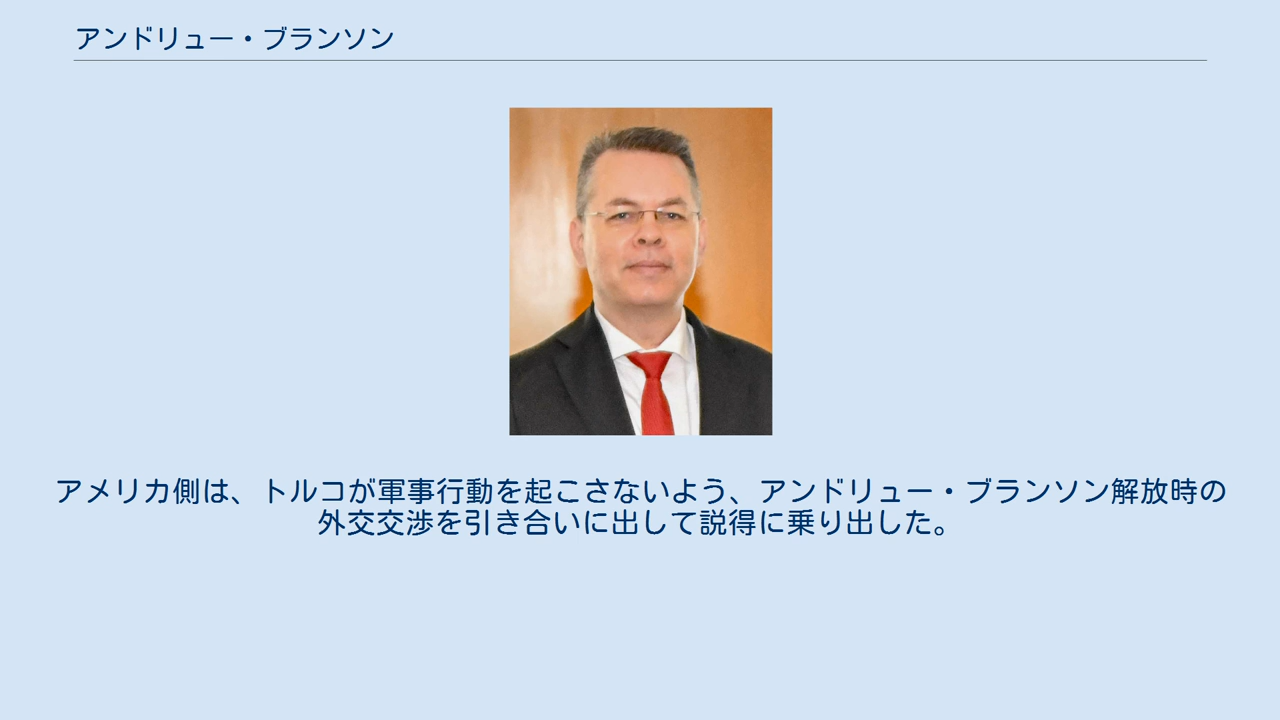 アンドリュー・ブランソン
アメリカ側は、トルコが軍事行動を起こさないよう、アンドリュー・ブランソン解放時の
外交交渉を引き合いに出して説得に乗り出した。